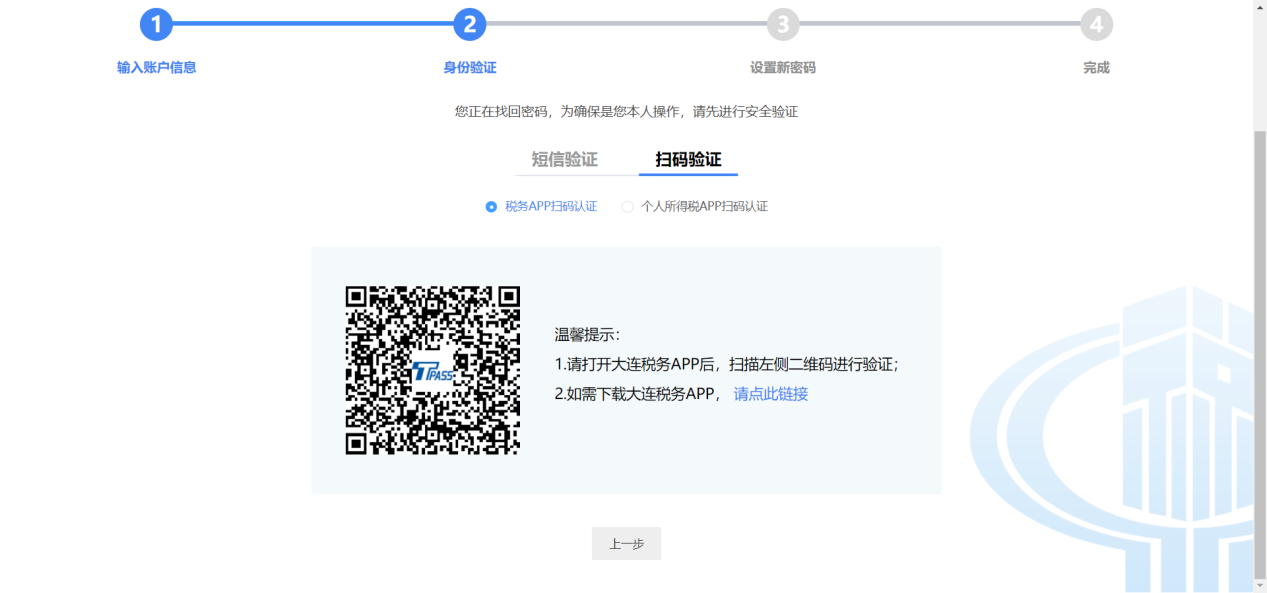 1 2 3 4
输入账户信息 身份验证 设置新密码 完成
您正在找回密码，为确保是您本人操作，请先进行安全验证
短信验证 扫码验证
税务APP扫码认证 个人所得税APP扫码认证
TPASS
温馨提示：
1.请打开大连税务APP后，扫描左侧二维码进行验证；
2.如需下载大连税务APP， 请点此链接
上一步